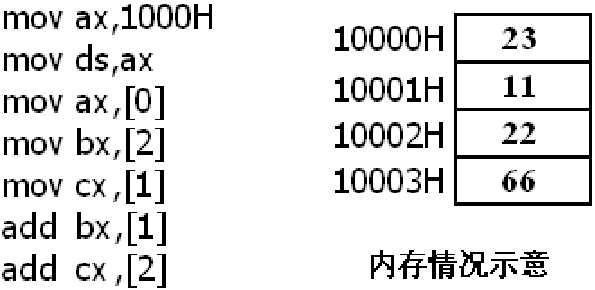 mov ax,1000H
mov ds,ax
mov ax,[0]
mov bx,[2]
mov cx,[1]
add bx,[1]
add cx,[2]
10000H 23
10001H 11
10002H 22
10003H 66
内存情况示意